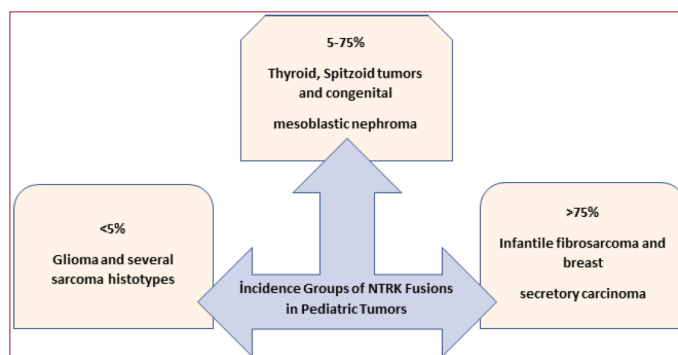 5-75%
Thyroid, Spitzoid tumors
and congenital
mesoblastic nephroma
<5%
Glioma and several
sarcoma histotypes
>75%
Infantile fibrosarcoma and
breast
secretory carcinoma
İncidence Groups of NTRK Fusions
in Pediatric Tumors